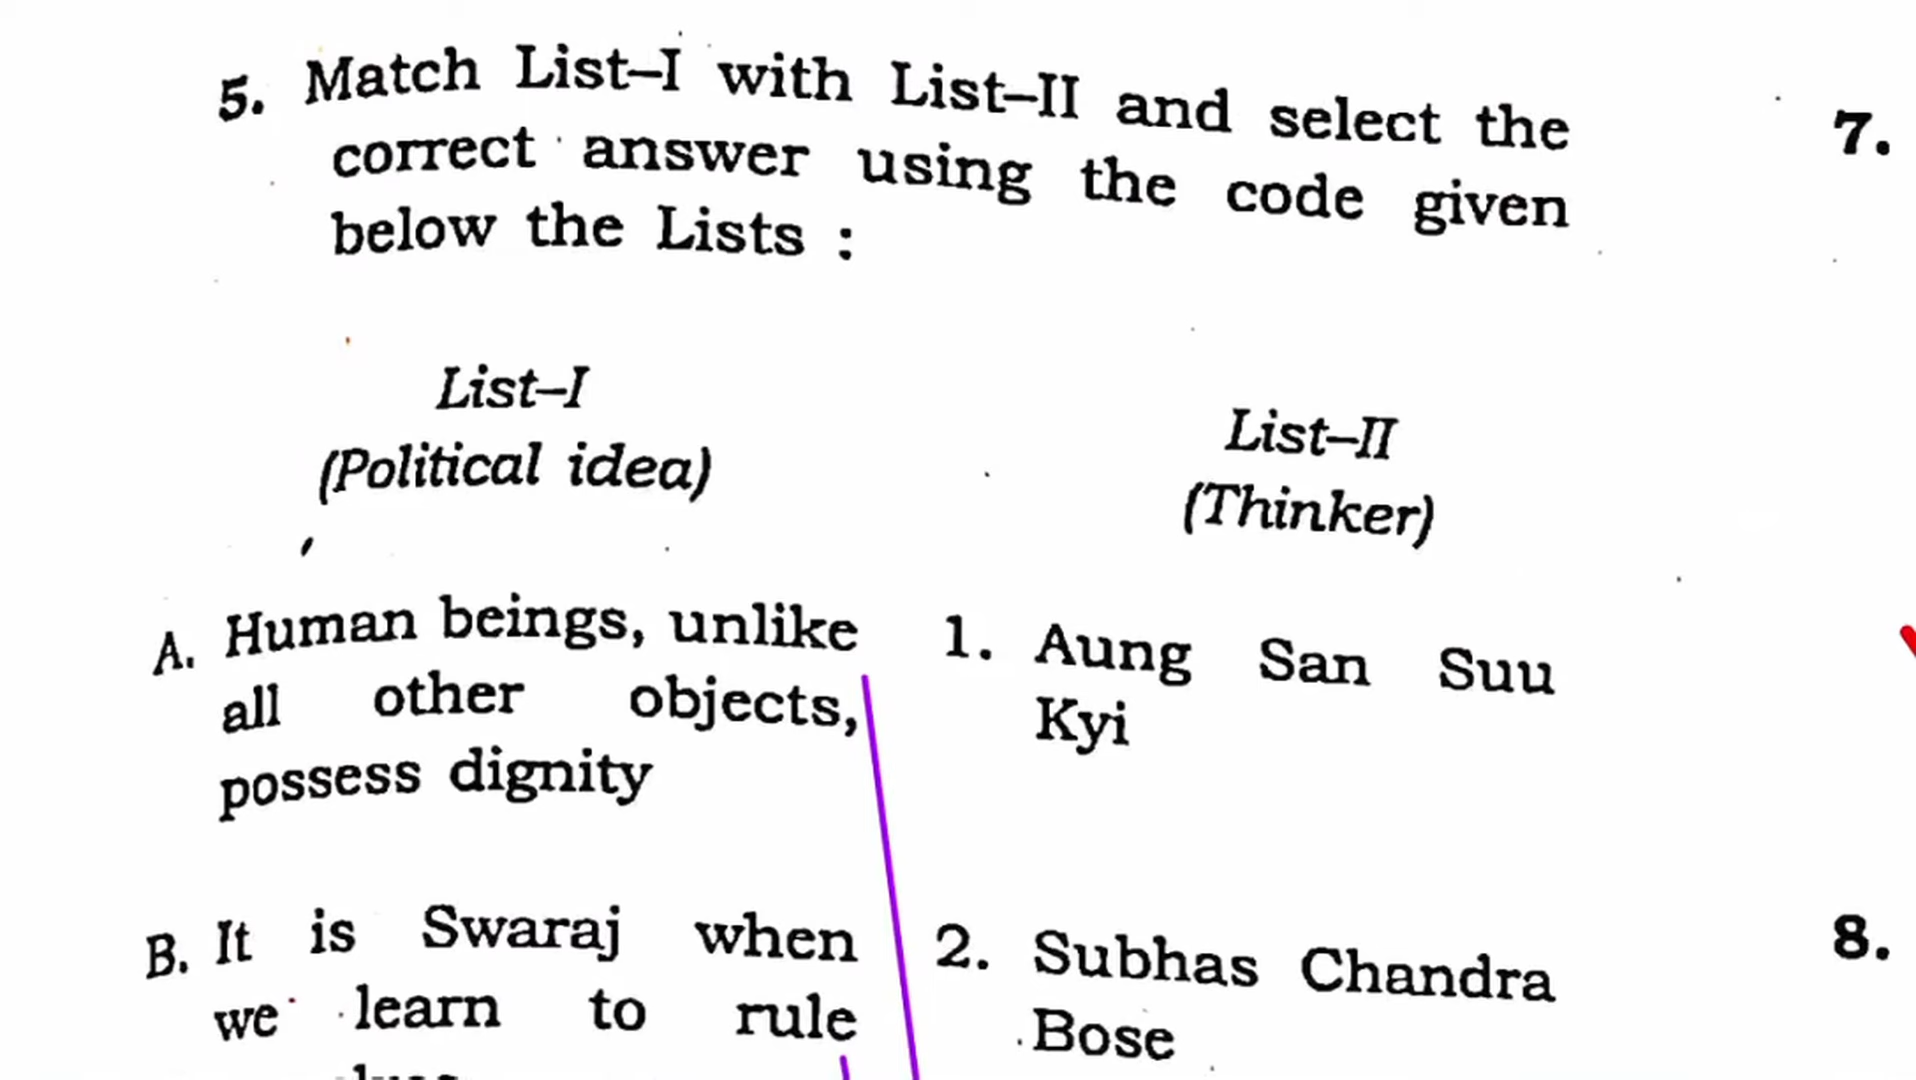 5. Match List–I with List–II and select the
correct answer using the code given
below the Lists :
List–I
(Political idea)
List–II
(Thinker)
A. Human beings, unlike
all other objects,
possess dignity
1. Aung San Suu
Kyi
B. It is Swaraj when
we learn to rule
2. Subhas Chandra
Bose
7.
8.